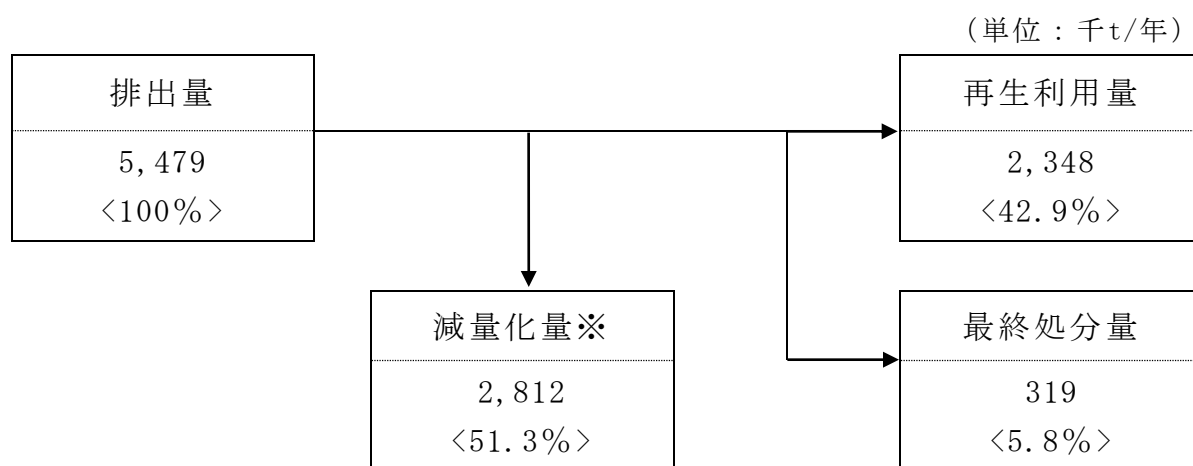 (単位：千t/年)
排出量
5,479
<100%>
再生利用量
2,348
<42.9%>
減量化量※
2,812
<51.3%>
最終処分量
319
<5.8%>